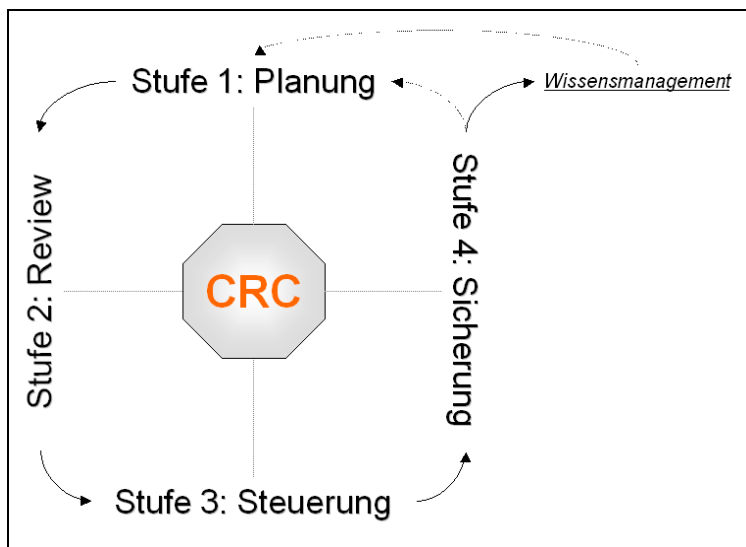 Stufe 1: Planung
Wissensmanagement
Stufe 2: Review
CRC
Stufe 4: Sicherung
Stufe 3: Steuerung